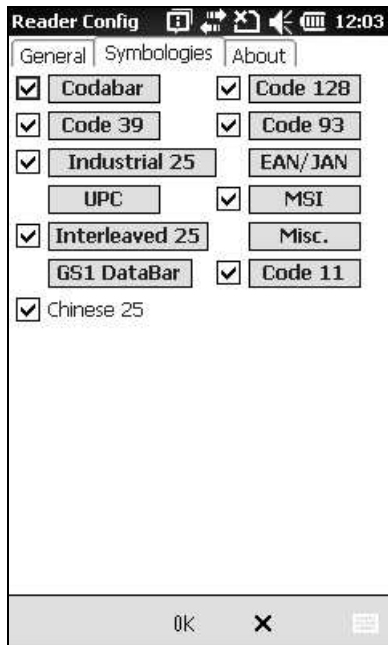 Reader Config 12:03
General Symbologies About
Codabar Code 128
Code 39 Code 93
Industrial 25 EAN/JAN
UPC MSI
Interleaved 25 Misc.
GS1 DataBar Code 11
Chinese 25
OK